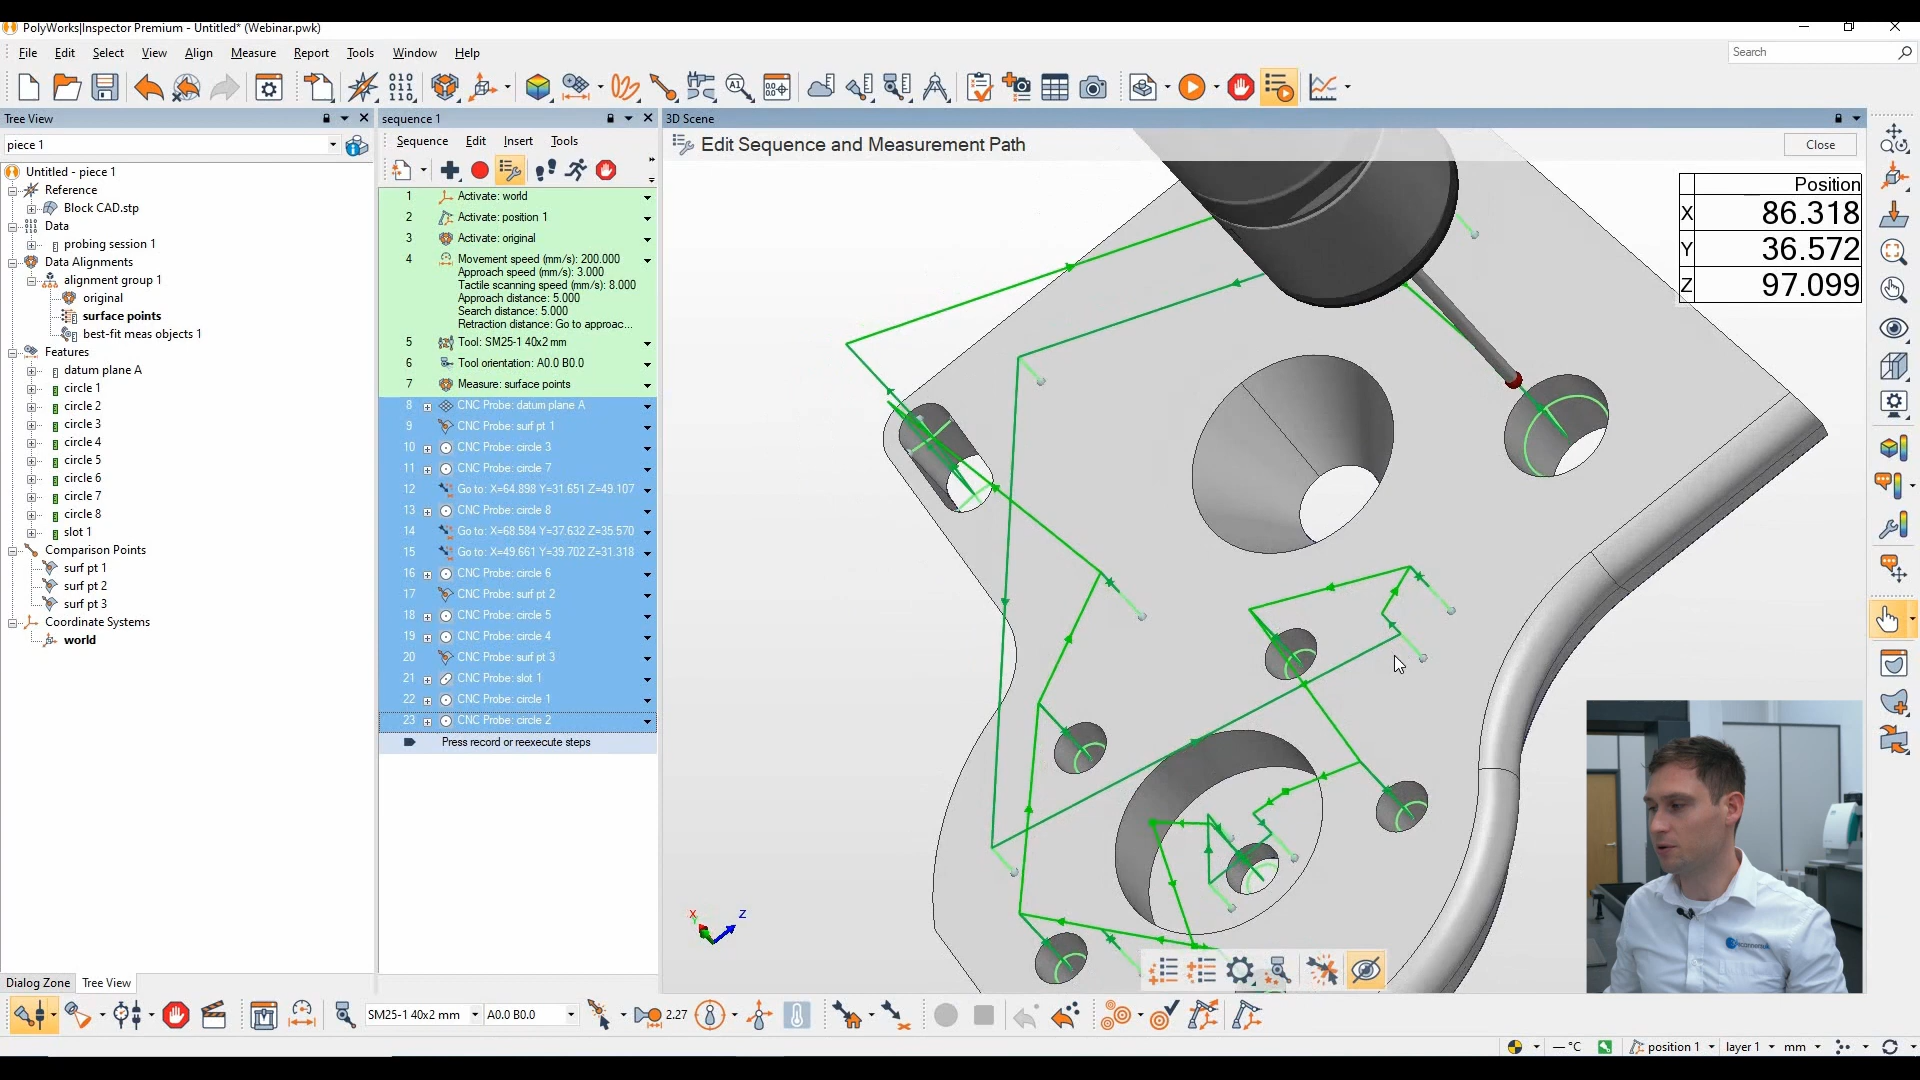 PolyWorks|Inspector Premium - Untitled* (Webinar.pwk)
File Edit Select View Align Measure Report Tools Window Help
Search
Tree View
piece 1
Untitled - piece 1
Reference
Block CAD.stp
Data
probing session 1
Data Alignments
alignment group 1
original
surface points
best-fit meas objects 1
Features
datum plane A
circle 1
circle 2
circle 3
circle 4
circle 5
circle 6
circle 7
circle 8
slot 1
Comparison Points
surf pt 1
surf pt 2
surf pt 3
Coordinate Systems
world
Dialog Zone Tree View
sequence 1
Sequence Edit Insert Tools
1 Activate: world
2 Activate: position 1
3 Activate: original
4 Movement speed (mm/s): 200.000
Approach speed (mm/s): 3.000
Tactile scanning speed (mm/s): 8.000
Approach distance: 5.000
Search distance: 5.000
Retraction distance: Go to approac...
5 Tool: SM25-1 40x2 mm
6 Tool orientation: A0.0 B0.0
7 Measure: surface points
8 CNC Probe: datum plane A
9 CNC Probe: surf pt 1
10 CNC Probe: circle 3
11 CNC Probe: circle 7
12 Go to: X=64.898 Y=31.651 Z=49.107
13 CNC Probe: circle 8
14 Go to: X=68.584 Y=37.632 Z=35.570
15 Go to: X=49.661 Y=39.702 Z=31.318
16 CNC Probe: circle 6
17 CNC Probe: surf pt 2
18 CNC Probe: circle 5
19 CNC Probe: circle 4
20 CNC Probe: surf pt 3
21 CNC Probe: slot 1
22 CNC Probe: circle 1
23 CNC Probe: circle 2
Press record or reexecute steps
3D Scene
Edit Sequence and Measurement Path
Close
Position
X 86.318
Y 36.572
Z 97.099
X Z
SM25-1 40x2 mm A0.0 B0.0 2.27
— °C position 1 layer 1 mm